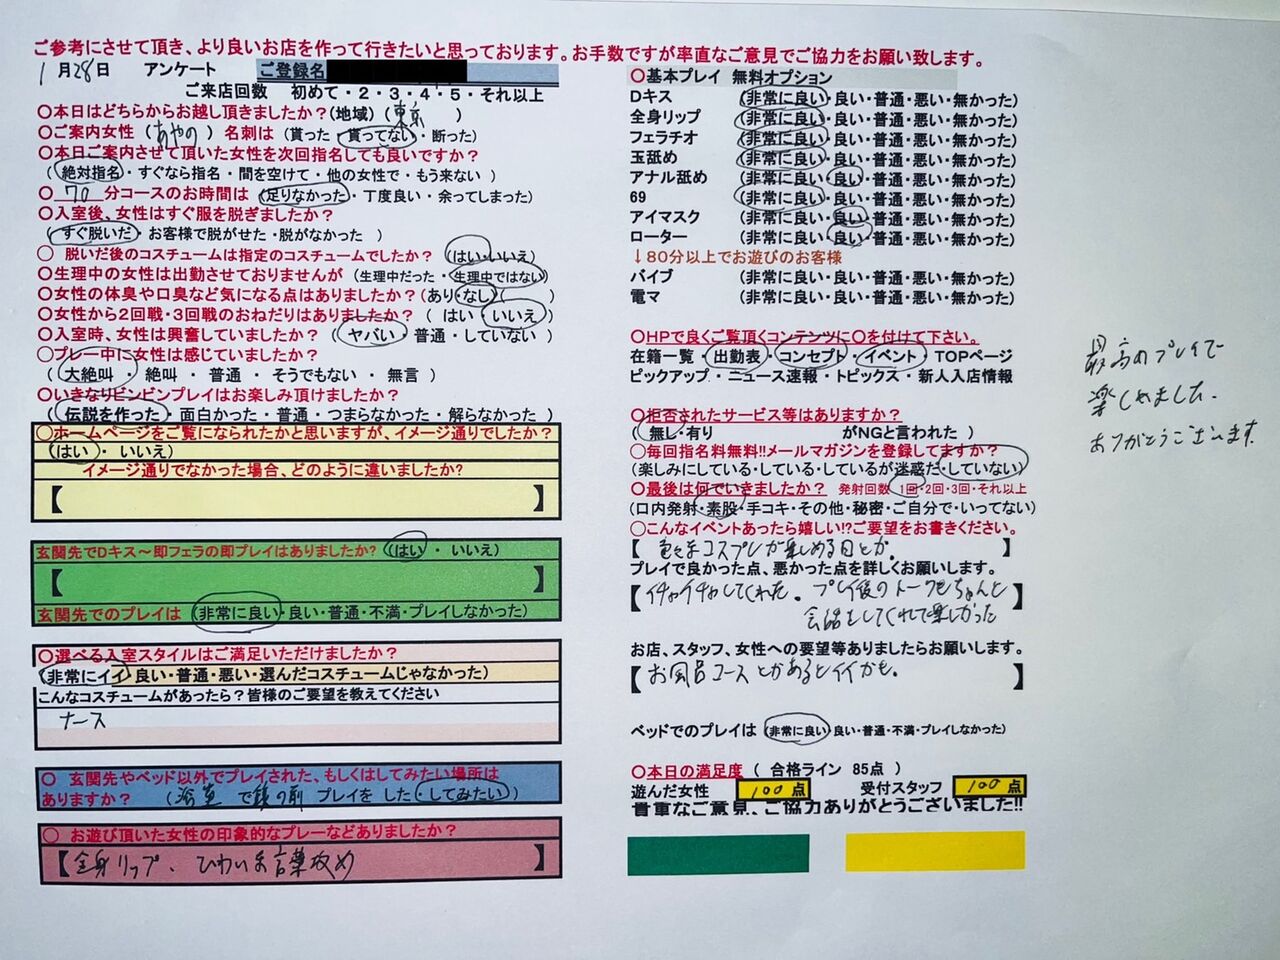 ご参考にさせて頂き、より良いお店を作って行きたいと思っております。お手数ですが率直なご意見でご協力をお願い致します。
1月28日 アンケート ご登録名
ご来店回数 初めて・2・3・4・5・それ以上
〇本日はどちらからお越し頂きましたか?(地域) (東京 )
〇ご案内女性 (あやの) 名刺は (貰った・貰ってない・断った)
〇本日ご案内させて頂いた女性を次回指名しても良いですか?
(絶対指名・すぐなら指名・間を空けて・他の女性で・もう来ない )
〇 70 分コースのお時間は (足りなかった・丁度良い・余ってしまった)
〇入室後、女性はすぐ服を脱ぎましたか?
(すぐ脱いだ・お客様で脱がせた・脱がなかった )
〇 脱いだ後のコスチュームは指定のコスチュームでしたか? (はい・いいえ)
〇生理中の女性は出勤させておりませんが (生理中だった・生理中ではない)
〇女性の体臭や口臭など気になる点はありましたか? (あり・なし( )
〇女性から2回戦・3回戦のおねだりはありましたか? ( はい・いいえ )
〇入室時、女性は興奮していましたか? ( ヤバい・普通・していない )
〇プレー中に女性は感じていましたか?
( 大絶叫 ・ 絶叫 ・ 普通 ・ そうでもない ・ 無言 )
〇いきなりビンビンプレイはお楽しみ頂けましたか?
( 伝説を作った・面白かった・普通・つまらなかった・解らなかった )
〇ホームページをご覧になられたかと思いますが、イメージ通りでしたか?
(はい ・ いいえ)
イメージ通りでなかった場合、どのように違いましたか?
【 】
玄関先でDキス～即フェラの即プレイはありましたか? (はい ・ いいえ)
【 】
玄関先でのプレイは (非常に良い・良い・普通・不満・プレイしなかった)
〇選べる入室スタイルはご満足いただけましたか?
(非常にイイ・良い・普通・悪い・選んだコスチュームじゃなかった)
こんなコスチュームがあったら?皆様のご要望を教えてください
ナース
〇 玄関先やベッド以外でプレイされた、もしくはしてみたい場所は
ありますか? (浴室で鏡の前 プレイを した・してみたい)
〇 お遊び頂いた女性の印象的なプレーなどありましたか?
【全身リップ、ひわいな言葉攻め 】
〇基本プレイ 無料オプション
Dキス (非常に良い・良い・普通・悪い・無かった)
全身リップ (非常に良い・良い・普通・悪い・無かった)
フェラチオ (非常に良い・良い・普通・悪い・無かった)
玉舐め (非常に良い・良い・普通・悪い・無かった)
アナル舐め (非常に良い・良い・普通・悪い・無かった)
69 (非常に良い・良い・普通・悪い・無かった)
アイマスク (非常に良い・良い・普通・悪い・無かった)
ローター (非常に良い・良い・普通・悪い・無かった)
↓80分以上でお遊びのお客様
バイブ (非常に良い・良い・普通・悪い・無かった)
電マ (非常に良い・良い・普通・悪い・無かった)
〇HPで良くご覧頂くコンテンツに〇を付けて下さい。
在籍一覧・出勤表・コンセプト・イベント・TOPページ
ピックアップ・ニュース速報・トピックス・新人入店情報
〇拒否されたサービス等はありますか?
( 無し・有り がNGと言われた )
〇毎回指名料無料!!メールマガジンを登録してますか?
(楽しみにしている・している・しているが迷惑だ・していない)
〇最後は何でいきましたか? 発射回数 1回・2回・3回・それ以上
(口内発射・素股・手コキ・その他・秘密・ご自分で・いってない)
〇こんなイベントあったら嬉しい!?ご要望をお書きください。
【 色々なコスプレが楽しめる日とか。 】
プレイで良かった点、悪かった点を詳しくお願いします。
【イチャイチャしてくれた。プレイ後のトークもちゃんと
会話をしてくれて楽しかった 】
お店、スタッフ、女性への要望等ありましたらお願いします。
【お風呂コースとかあるとイイかも。 】
ベッドでのプレイは (非常に良い・良い・普通・不満・プレイしなかった)
〇本日の満足度 ( 合格ライン 85点 )
遊んだ女性 100点 受付スタッフ 100点
貴重なご意見、ご協力ありがとうございました!!
最高のプレイで
楽しめました。
ありがとうございます。